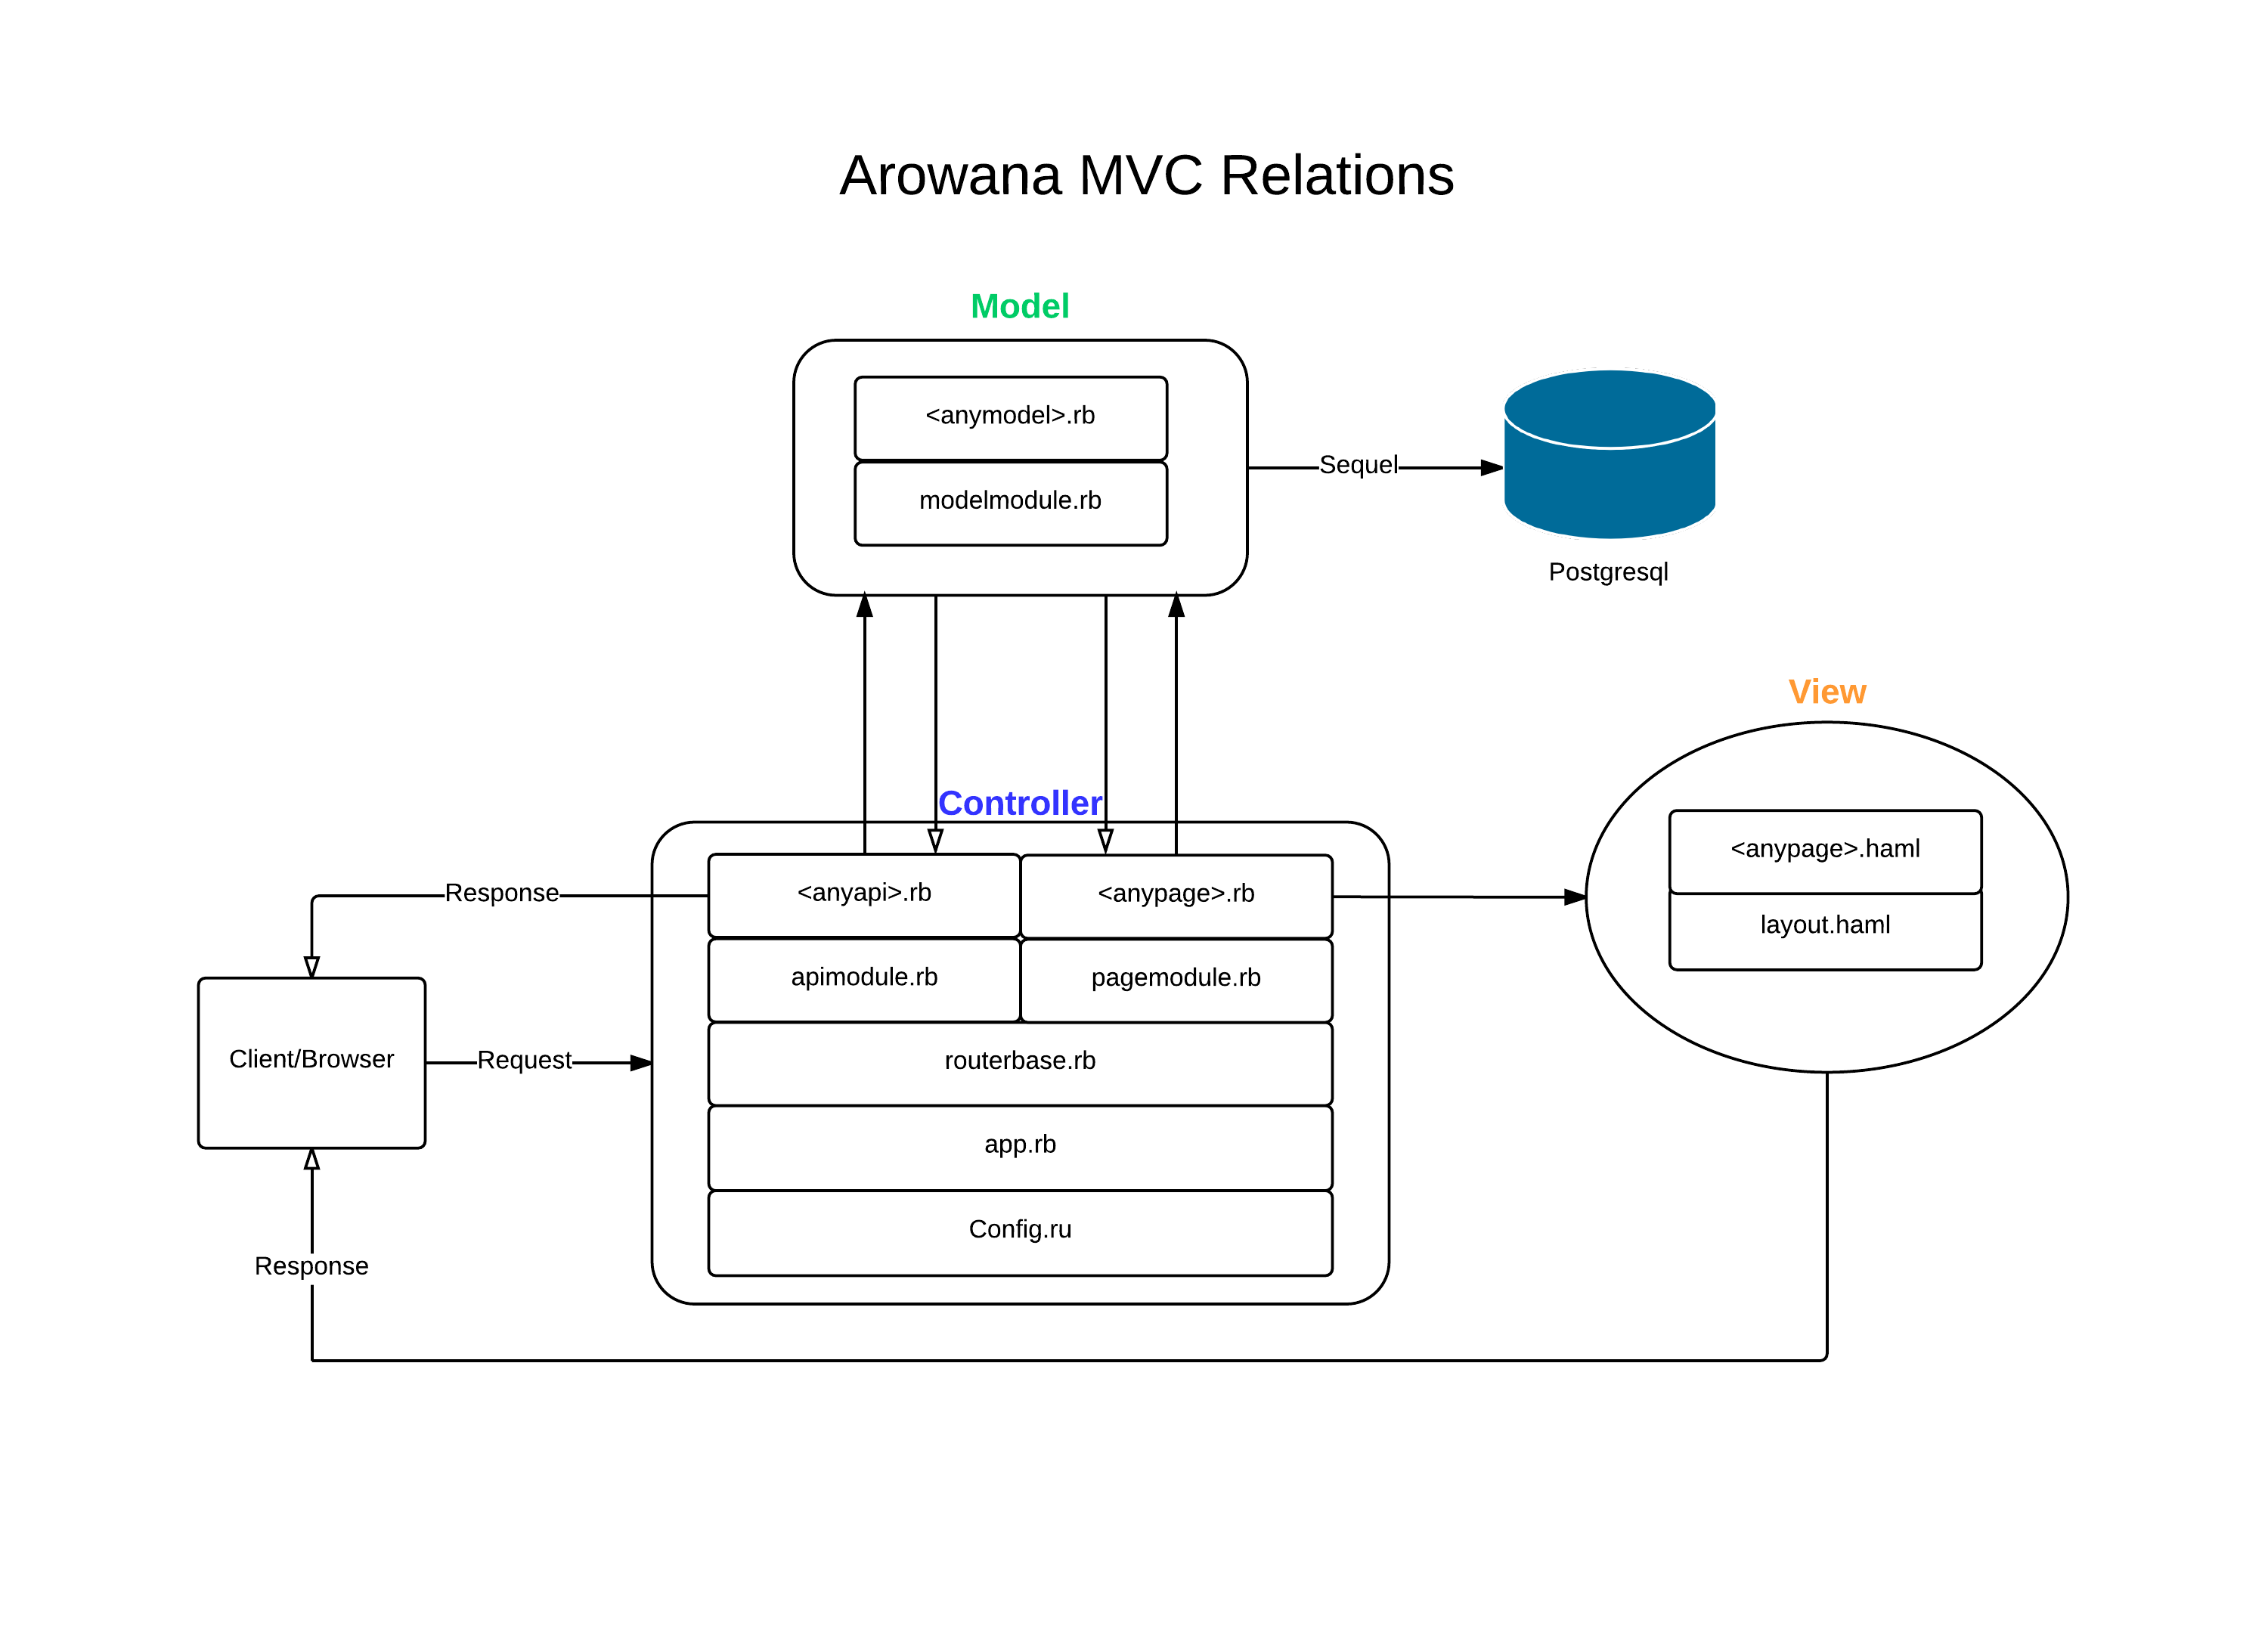 Arowana MVC Relations
Model
<anymodel>.rb
modelmodule.rb
Sequel
Postgresql
View
<anypage>.haml
layout.haml
Controller
<anyapi>.rb
<anypage>.rb
apimodule.rb
pagemodule.rb
routerbase.rb
app.rb
Config.ru
Response
Client/Browser
Request
Response